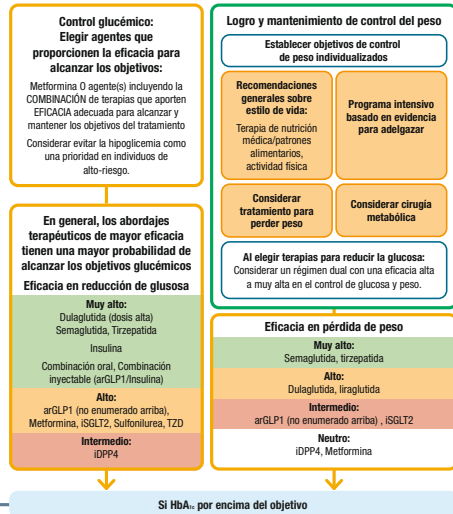 Control glucémico:
Elegir agentes que
proporcionen la eficacia para
alcanzar los objetivos:
Metformina O agente(s) incluyendo la
COMBINACIÓN de terapias que aporten
EFICACIA adecuada para alcanzar y
mantener los objetivos del tratamiento
Considerar evitar la hipoglicemia como
una prioridad en individuos de
alto-riesgo.
En general, los abordajes
terapéuticos de mayor eficacia
tienen una mayor probabilidad de
alcanzar los objetivos glucémicos
Eficacia en reducción de glusosa
Muy alto:
Dulaglutida (dosis alta)
Semaglutida, Tirzepatida
Insulina
Combinación oral, Combinación
inyectable (arGLP1/Insulina)
Alto:
arGLP1 (no enumerado arriba),
Metformina, iSGLT2, Sulfonilurea, TZD
Intermedio:
iDPP4
Logro y mantenimiento de control del peso
Establecer objetivos de control
de peso individualizados
Recomendaciones
generales sobre
estilo de vida:
Terapia de nutrición
médica/patrones
alimentarios,
actividad física
Programa intensivo
basado en evidencia
para adelgazar
Considerar
tratamiento para
perder peso
Considerar cirugía
metabólica
Al elegir terapias para reducir la glucosa:
Considerar un régimen dual con una eficacia alta
a muy alta en el control de glucosa y peso.
Eficacia en pérdida de peso
Muy alto:
Semaglutida, tirzepatida
Alto:
Dulaglutida, liraglutida
Intermedio:
arGLP1 (no enumerado arriba) , iSGLT2
Neutro:
iDPP4, Metformina
Si HbA1c por encima del objetivo